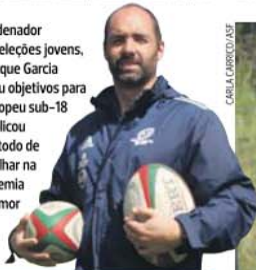 denador
eleções jovens,
que Garcia
u objetivos para
opeu sub-18
licou
todo de
lhar na
emia
mor
CARLA CARRIÇO/ASF